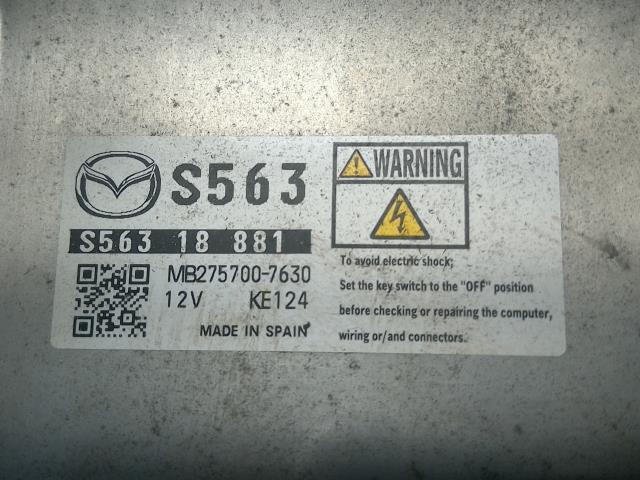 S563
S563 18 881
MB275700-7630
12V KE124
MADE IN SPAIN
WARNING
To avoid electric shock;
Set the key switch to the "OFF" position
before checking or repairing the computer,
wiring or/and connectors.